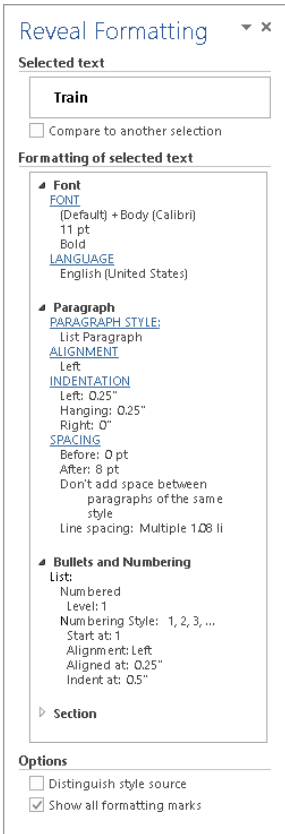 Reveal Formatting
Selected text
Train
Compare to another selection
Formatting of selected text
Font
FONT
(Default) +Body (Calibri)
11 pt
Bold
LANGUAGE
English (United States)
Paragraph
PARAGRAPH STYLE:
List Paragraph
ALIGNMENT
Left
INDENTATION
Left: 0.25"
Hanging: 0.25"
Right: 0"
SPACING
Before: 0 pt
After: 8 pt
Don't add space between
paragraphs of the same
style
Line spacing: Multiple 1.08 li
Bullets and Numbering
List:
Numbered
Level: 1
Numbering Style: 1, 2, 3, ...
Start at: 1
Alignment: Left
Aligned at: 0.25"
Indent at: 0.5"
Section
Options
Distinguish style source
Show all formatting marks